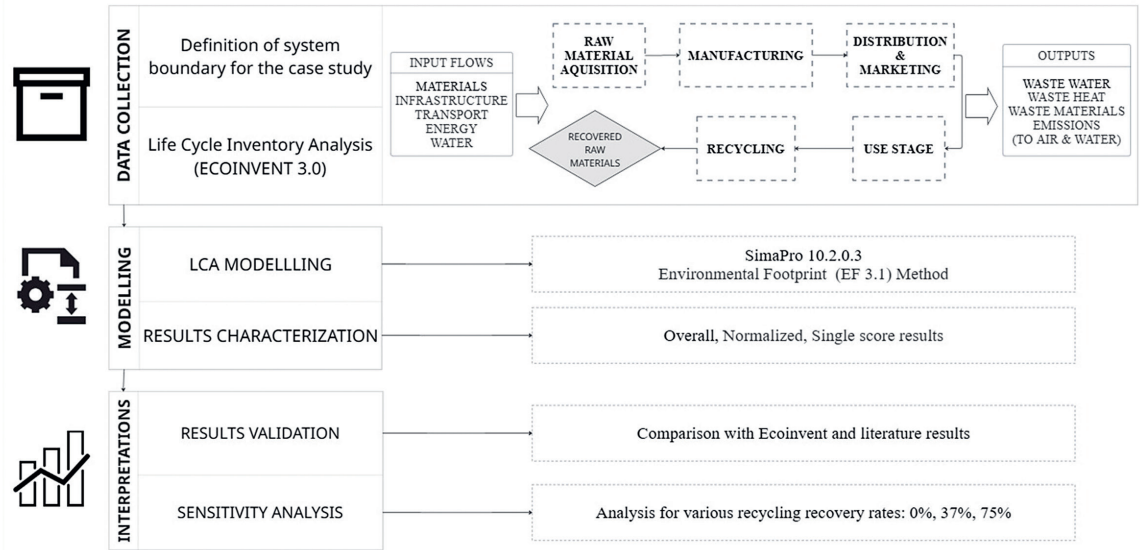 DATA COLLECTION
Definition of system
boundary for the case study
Life Cycle Inventory Analysis
(ECOINVENT 3.0)
INPUT FLOWS
MATERIALS
INFRASTRUCTURE
TRANSPORT
ENERGY
WATER
RAW
MATERIAL
AQUISITION
MANUFACTURING
DISTRIBUTION
&
MARKETING
RECOVERED
RAW
MATERIALS
RECYCLING
USE STAGE
OUTPUTS
WASTE WATER
WASTE HEAT
WASTE MATERIALS
EMISSIONS
(TO AIR & WATER)
MODELLING
LCA MODELLLING
SimaPro 10.2.0.3
Environmental Footprint (EF 3.1) Method
RESULTS CHARACTERIZATION
Overall, Normalized, Single score results
INTERPRETATIONS
RESULTS VALIDATION
Comparison with Ecoinvent and literature results
SENSITIVITY ANALYSIS
Analysis for various recycling recovery rates: 0%, 37%, 75%